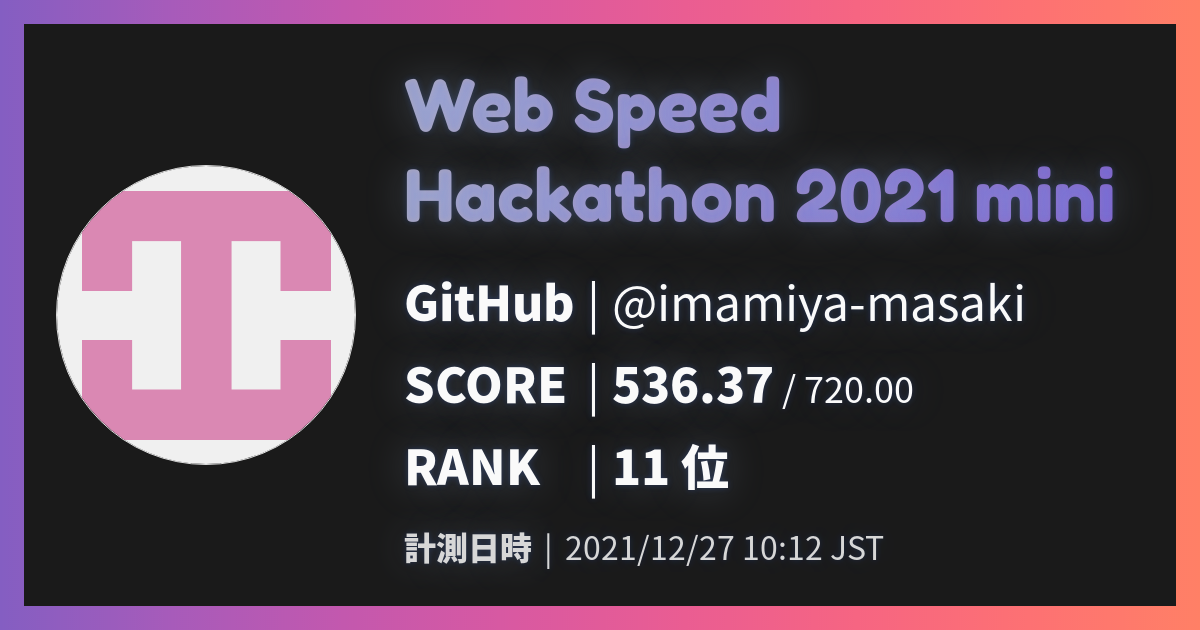 Web Speed
Hackathon 2021 mini
GitHub | @imamiya-masaki
SCORE | 536.37 / 720.00
RANK | 11 位
計測日時 | 2021/12/27 10:12 JST